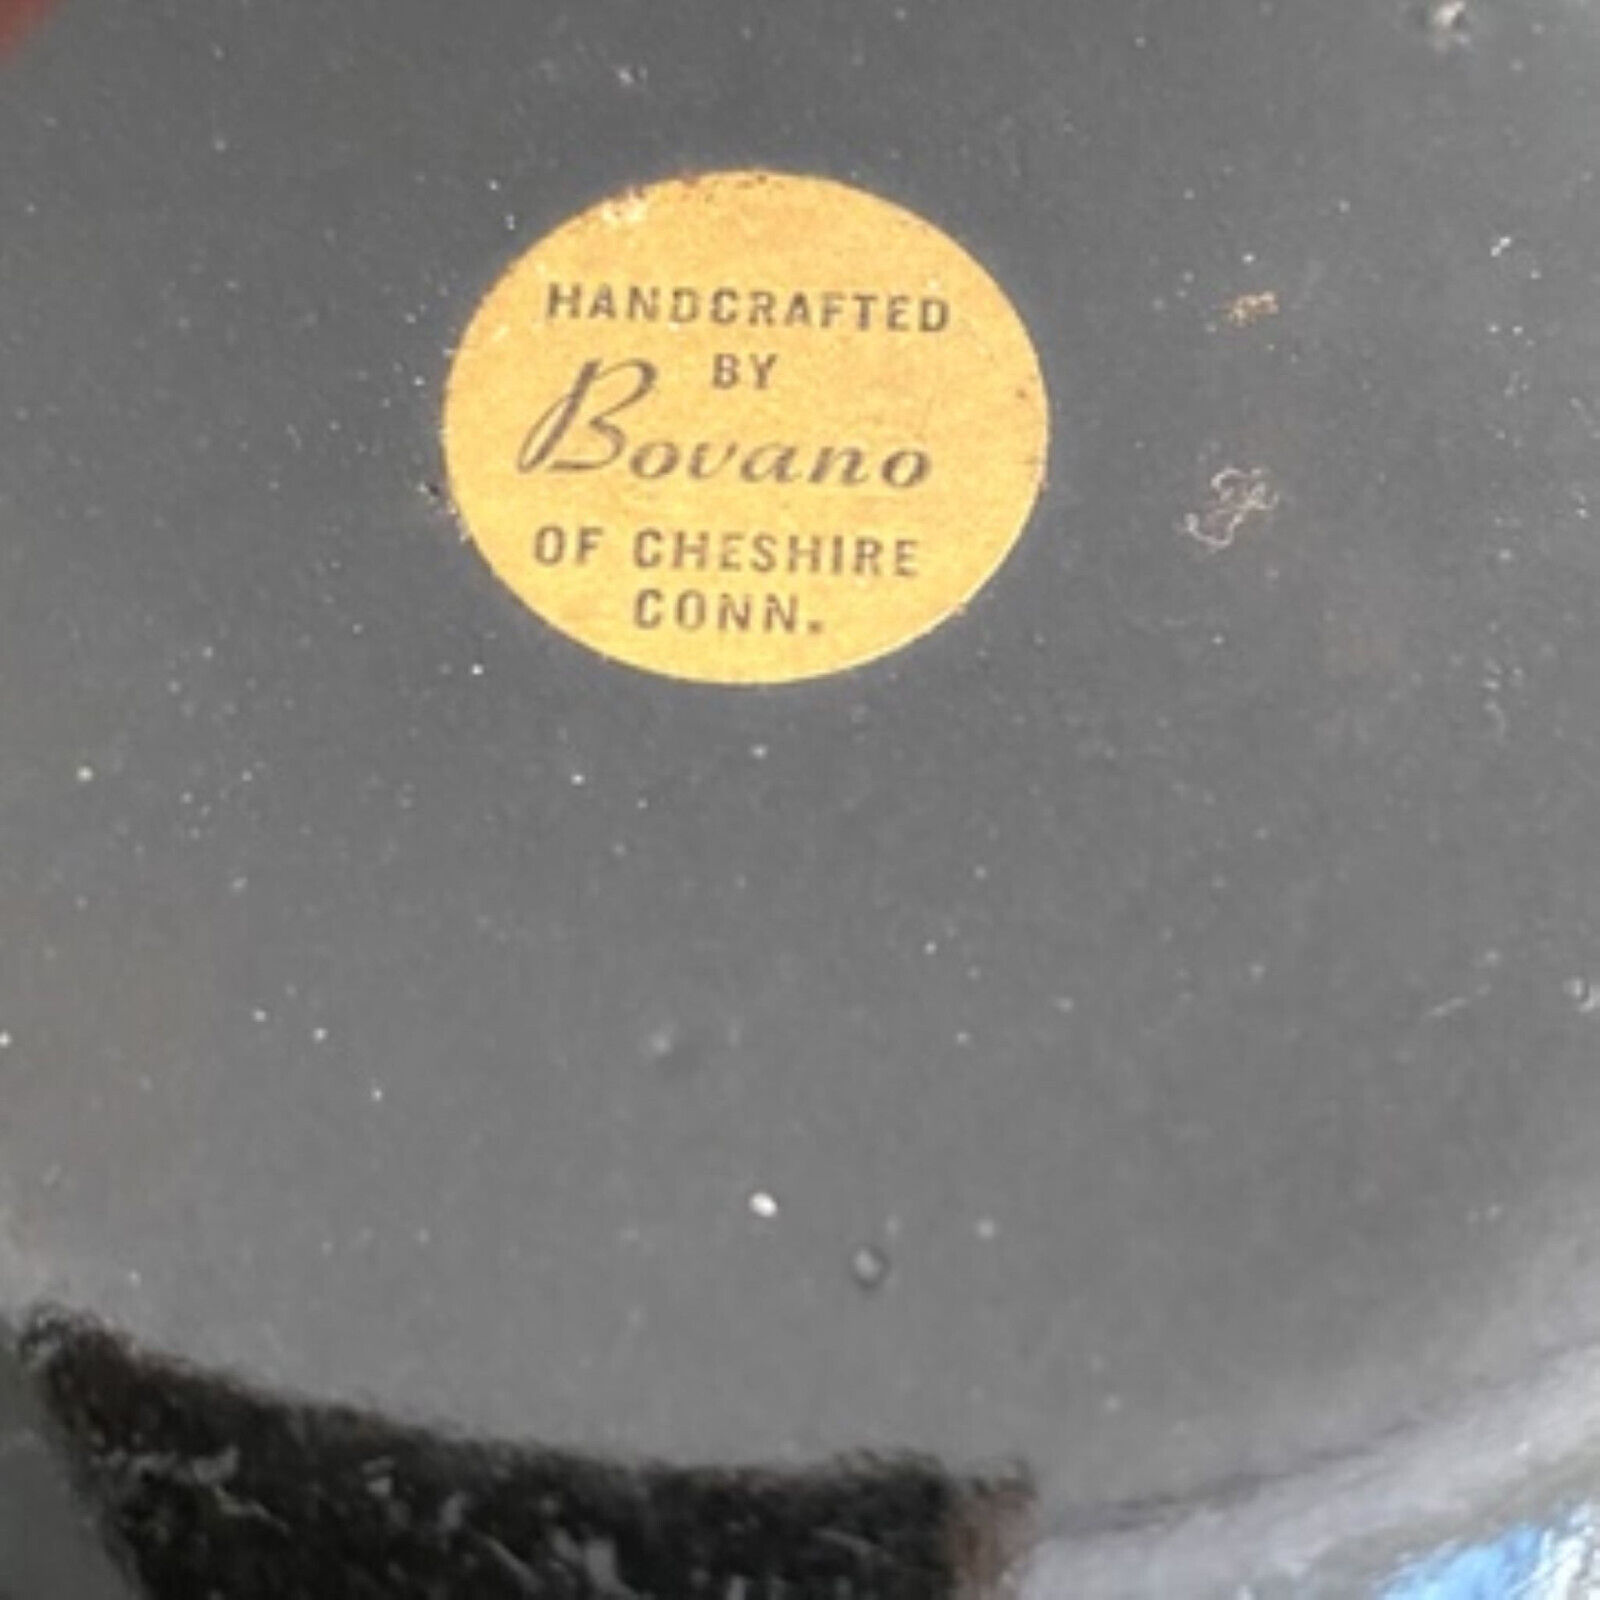 HANDCRAFTED
BY
Bovano
OF CHESHIRE
CONN.